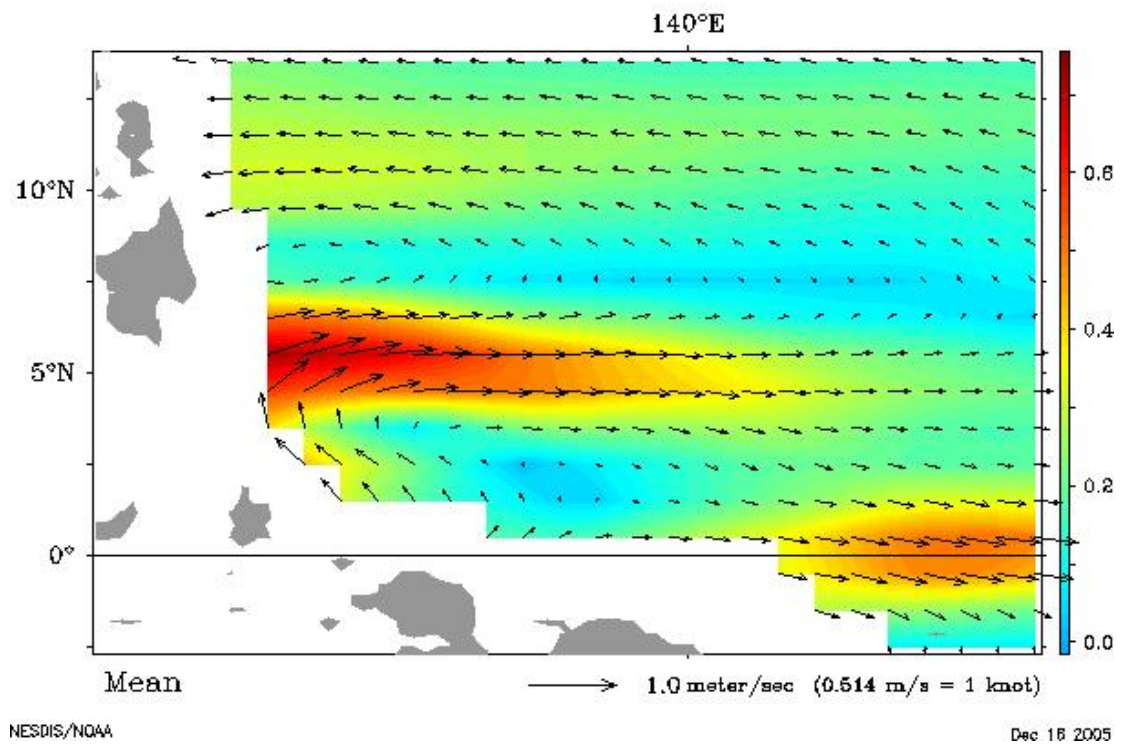 140°E
10°N
5°N
0°
0.6
0.4
0.2
0.0
Mean
1.0 meter/sec (0.514 m/s = 1 knot)
NESDIS/NOAA
Dec 16 2005